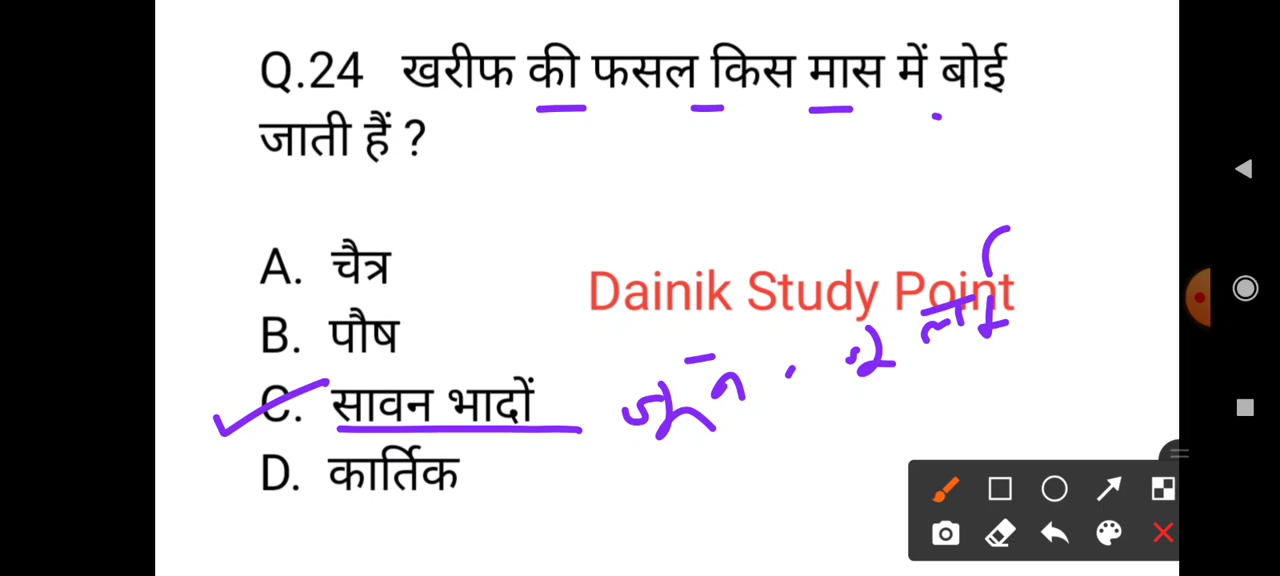 Q.24 खरीफ की फसल किस मास में बोई
जाती हैं ?
A. चैत्र
Dainik Study Point
B. पौष
C. सावन भादों
जून . जुलाई
D. कार्तिक